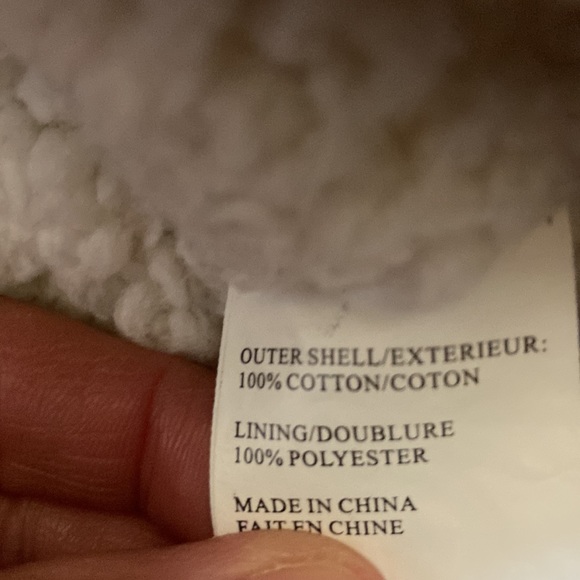 OUTER SHELL/EXTERIEUR:
100% COTTON/COTON
LINING/DOUBLURE
100% POLYESTER
MADE IN CHINA
FAIT EN CHINE